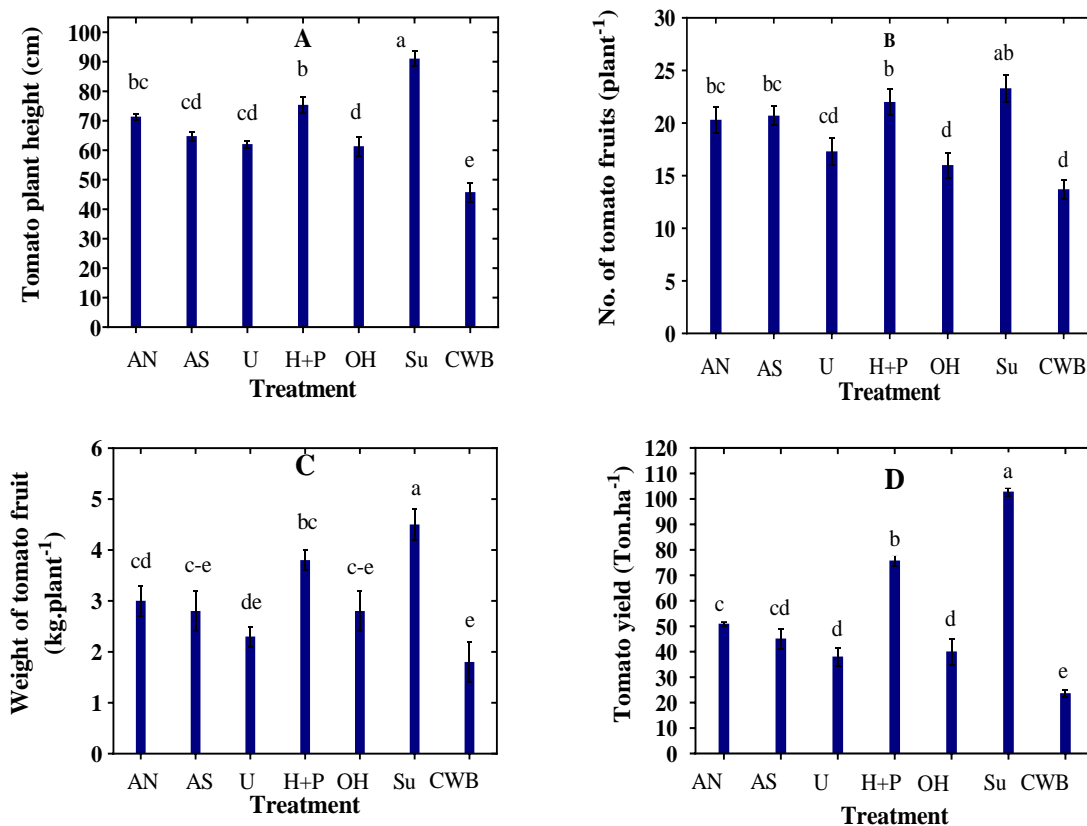 A
Tomato plant height (cm)
100
90
80
70
60
50
40
30
20
10
0
bc
cd
cd
b
d
a
e
AN AS U H+P OH Su CWB
Treatment
B
No. of tomato fruits (plant⁻¹)
30
25
20
15
10
5
0
bc
bc
cd
b
d
ab
d
AN AS U H+P OH Su CWB
Treatment
C
Weight of tomato fruit
(kg.plant⁻¹)
6
5
4
3
2
1
0
cd
c-e
de
bc
c-e
a
e
AN AS U H+P OH Su CWB
Treatment
D
Tomato yield (Ton.ha⁻¹)
120
110
100
90
80
70
60
50
40
30
20
10
0
c
cd
d
b
d
a
e
AN AS U H+P OH Su CWB
Treatment